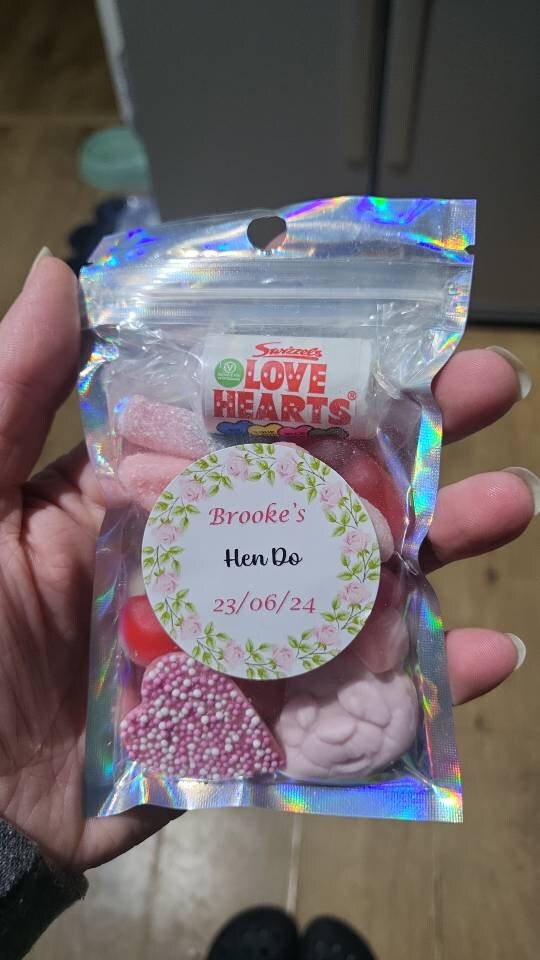 Swizzels
LOVE
HEARTS®
Brooke's
Hen Do
23/06/24